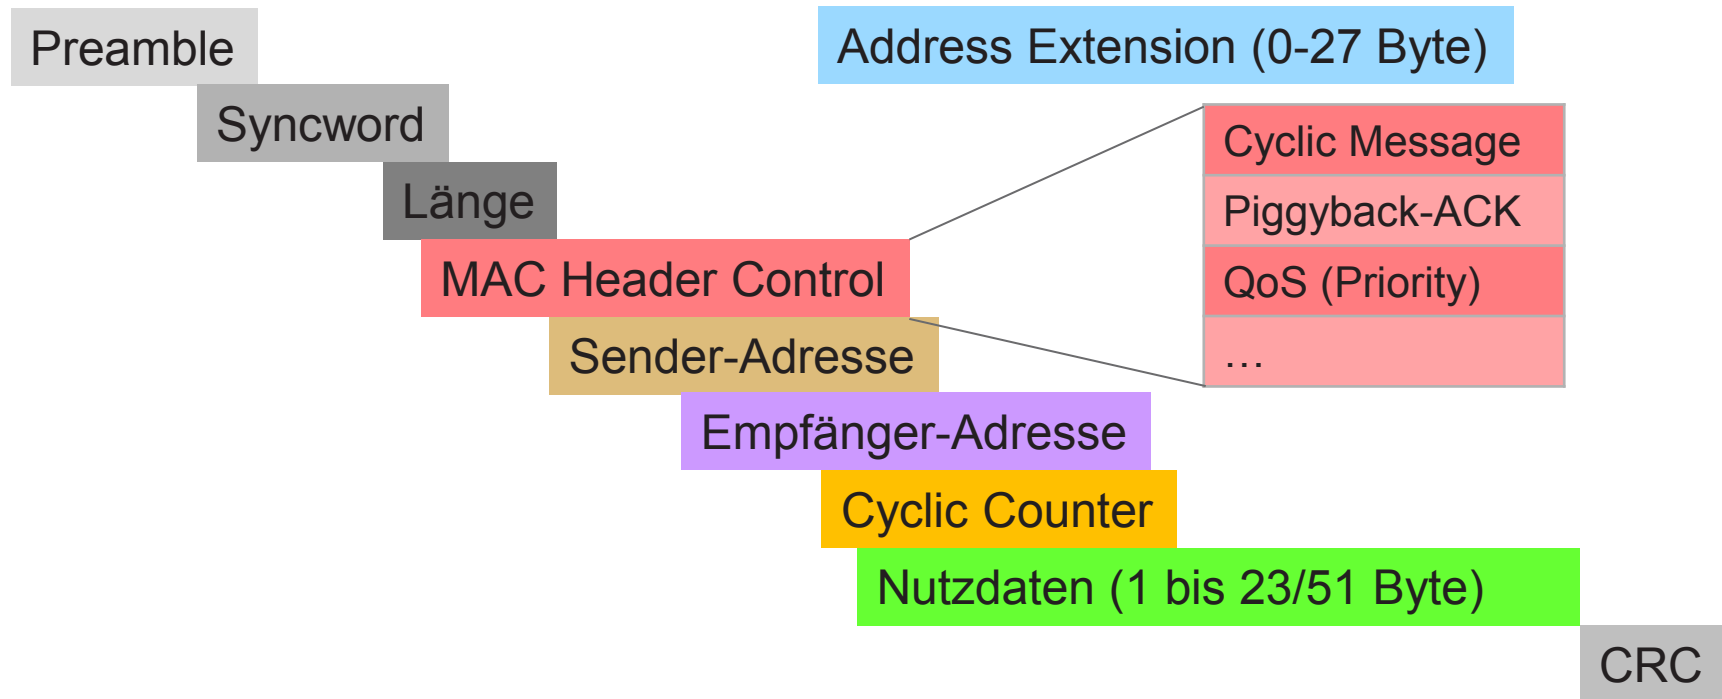 Preamble
Address Extension (0-27 Byte)
Syncword
Cyclic Message
Länge
Piggyback-ACK
MAC Header Control
QoS (Priority)
Sender-Adresse
…
Empfänger-Adresse
Cyclic Counter
Nutzdaten (1 bis 23/51 Byte)
CRC